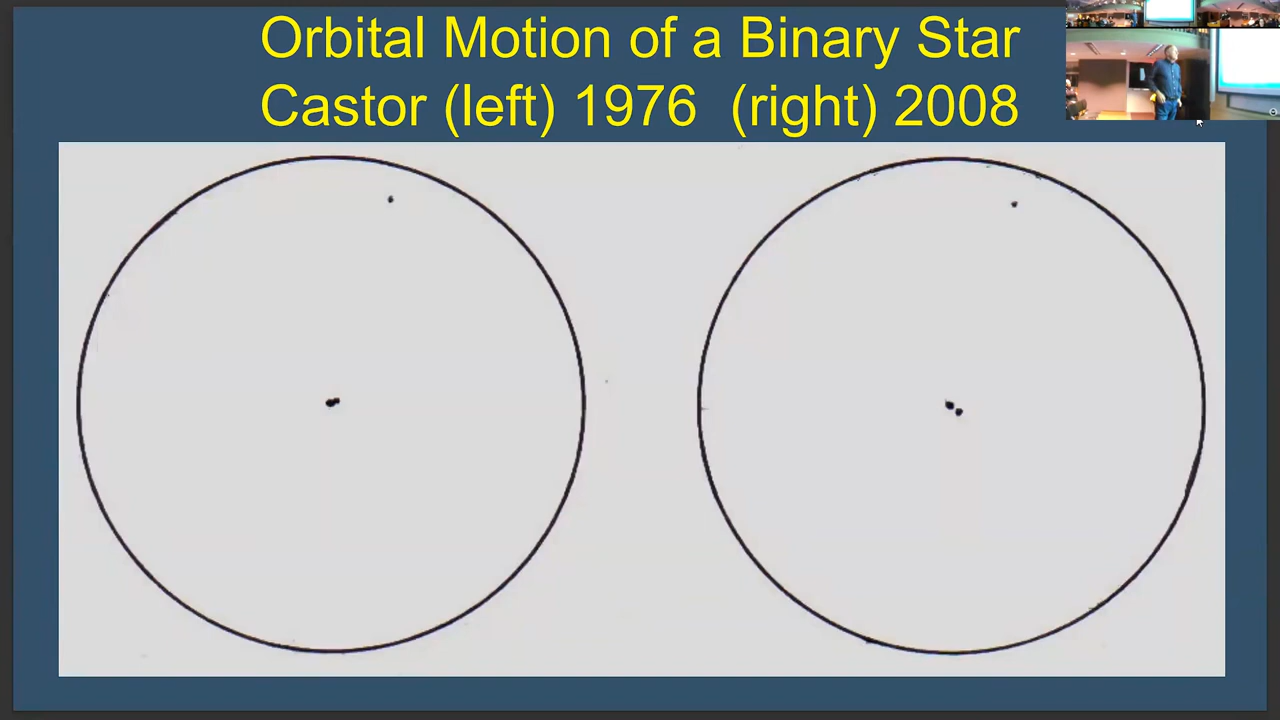 Orbital Motion of a Binary Star
Castor (left) 1976  (right) 2008